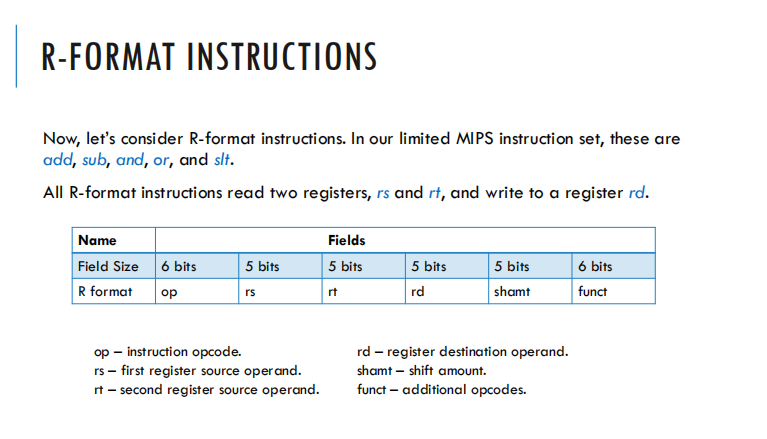 R-FORMAT INSTRUCTIONS
Now, let's consider R-format instructions. In our limited MIPS instruction set, these are
add, sub, and, or, and slt.
All R-format instructions read two registers, rs and rt, and write to a register rd.
Name Fields
Field Size 6 bits 5 bits 5 bits 5 bits 5 bits 6 bits
R format op rs rt rd shamt funct
op – instruction opcode.
rs – first register source operand.
rt – second register source operand.
rd – register destination operand.
shamt – shift amount.
funct – additional opcodes.